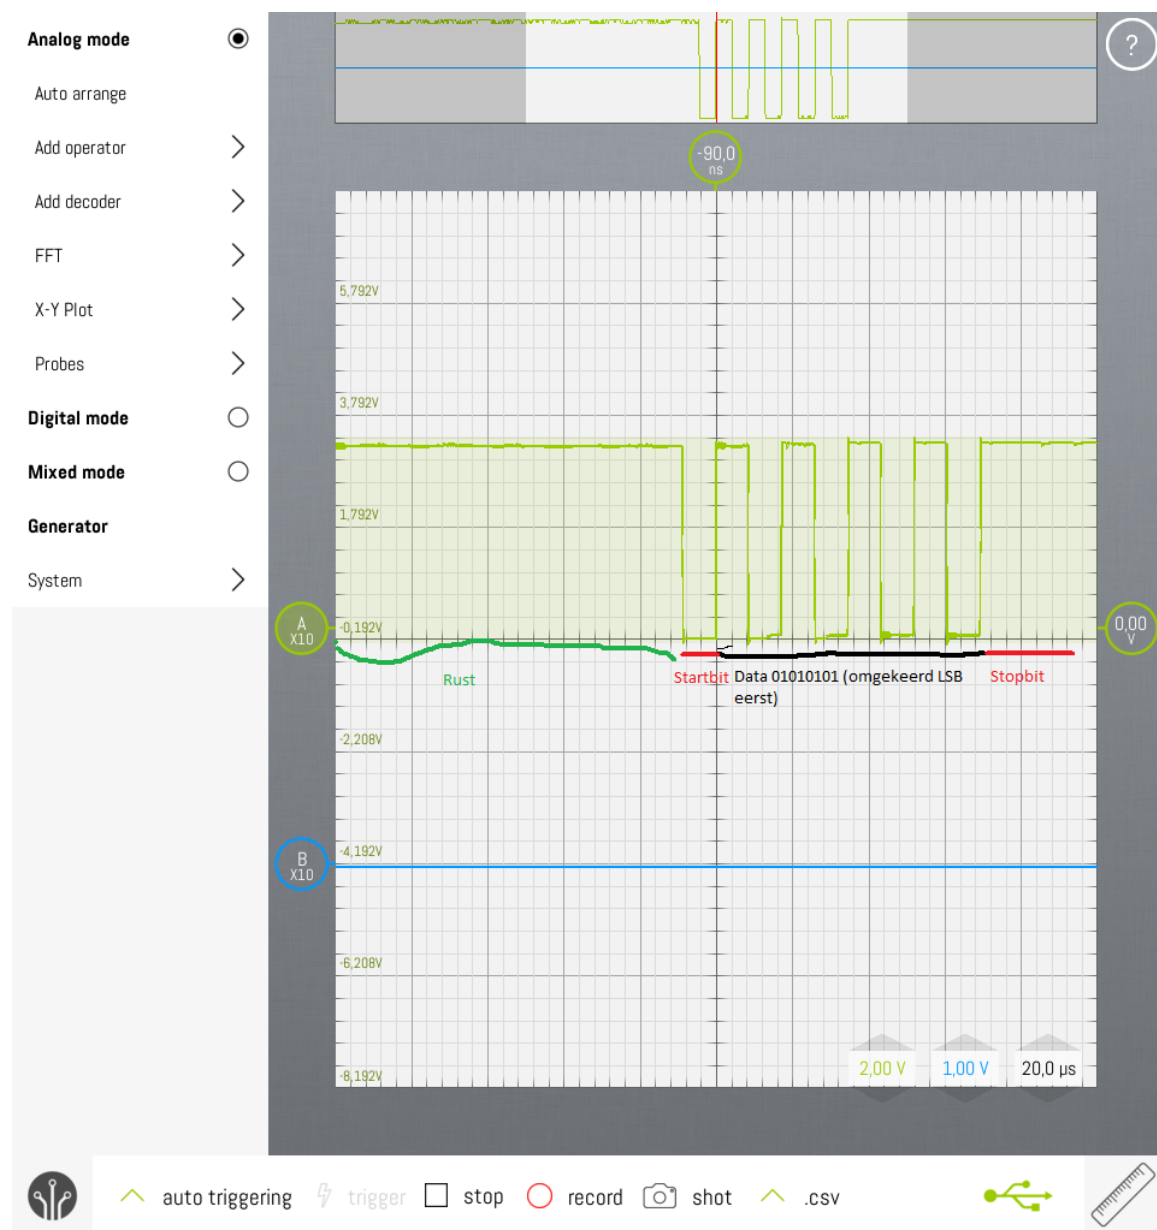 Analog mode
Auto arrange
Add operator
Add decoder
FFT
X-Y Plot
Probes
Digital mode
Mixed mode
Generator
System
?
-90,0
ns
5,792V
3,792V
1,792V
-0,192V
-2,208V
-4,192V
-6,208V
-8,192V
A
X10
B
X10
0,00
V
Rust
Startbit
Data 01010101 (omgekeerd LSB
eerst)
Stopbit
2,00 V
1,00 V
20,0 µs
auto triggering
trigger
stop
record
shot
.csv